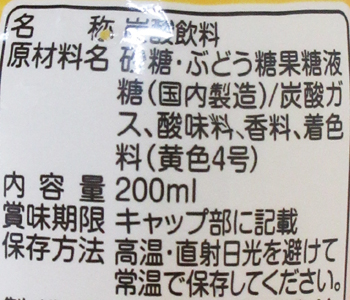 名称 炭酸飲料
原材料名 砂糖・ぶどう糖果糖液
糖(国内製造)/炭酸ガ
ス、酸味料、香料、着色
料(黄色4号)
内容量 200ml
賞味期限 キャップ部に記載
保存方法 高温・直射日光を避けて
常温で保存してください。